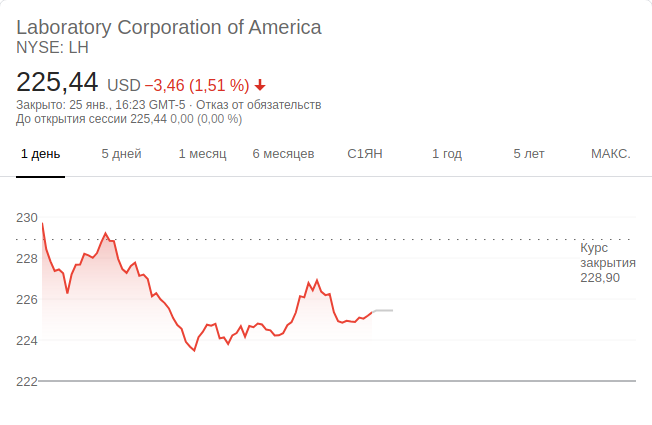 Laboratory Corporation of America
NYSE: LH
225,44 USD −3,46 (1,51 %)
Закрыто: 25 янв., 16:23 GMT-5 · Отказ от обязательств
До открытия сессии 225,44 0,00 (0,00 %)
1 день 5 дней 1 месяц 6 месяцев С1ЯН 1 год 5 лет МАКС.
230
Курс
закрытия
228,90
228
226
224
222